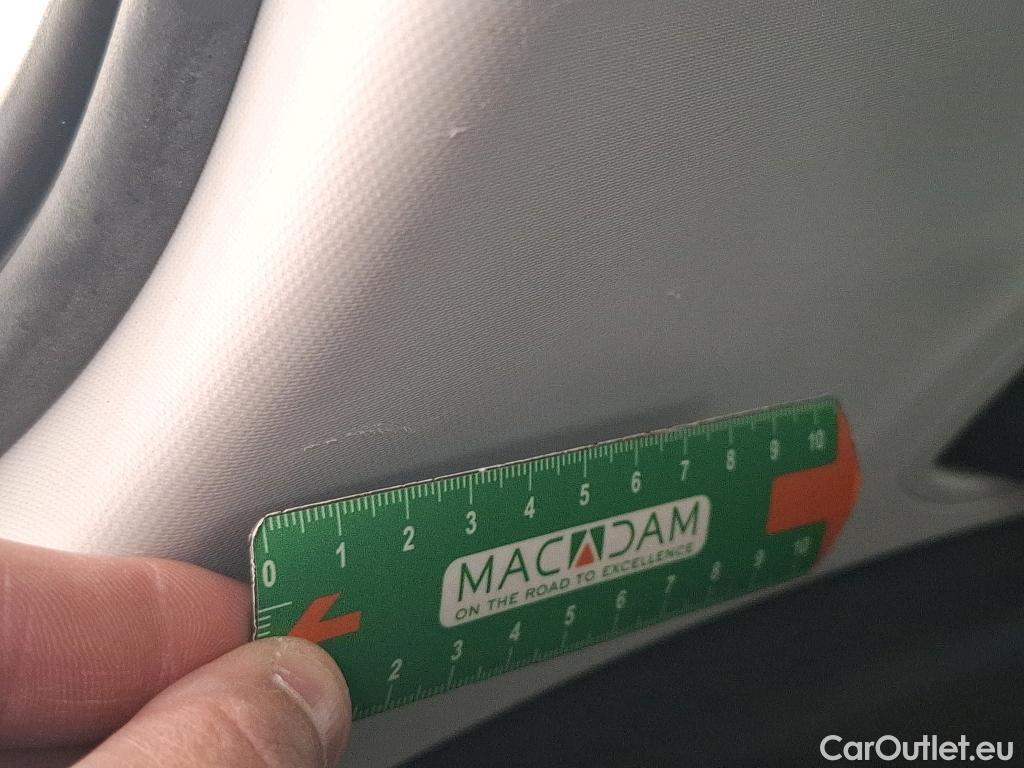 0 1 2 3 4 5 6 7 8 9 10
MACADAM
ON THE ROAD TO EXCELLENCE
2 3 4 5 6 7 8 9 10
CarOutlet.eu